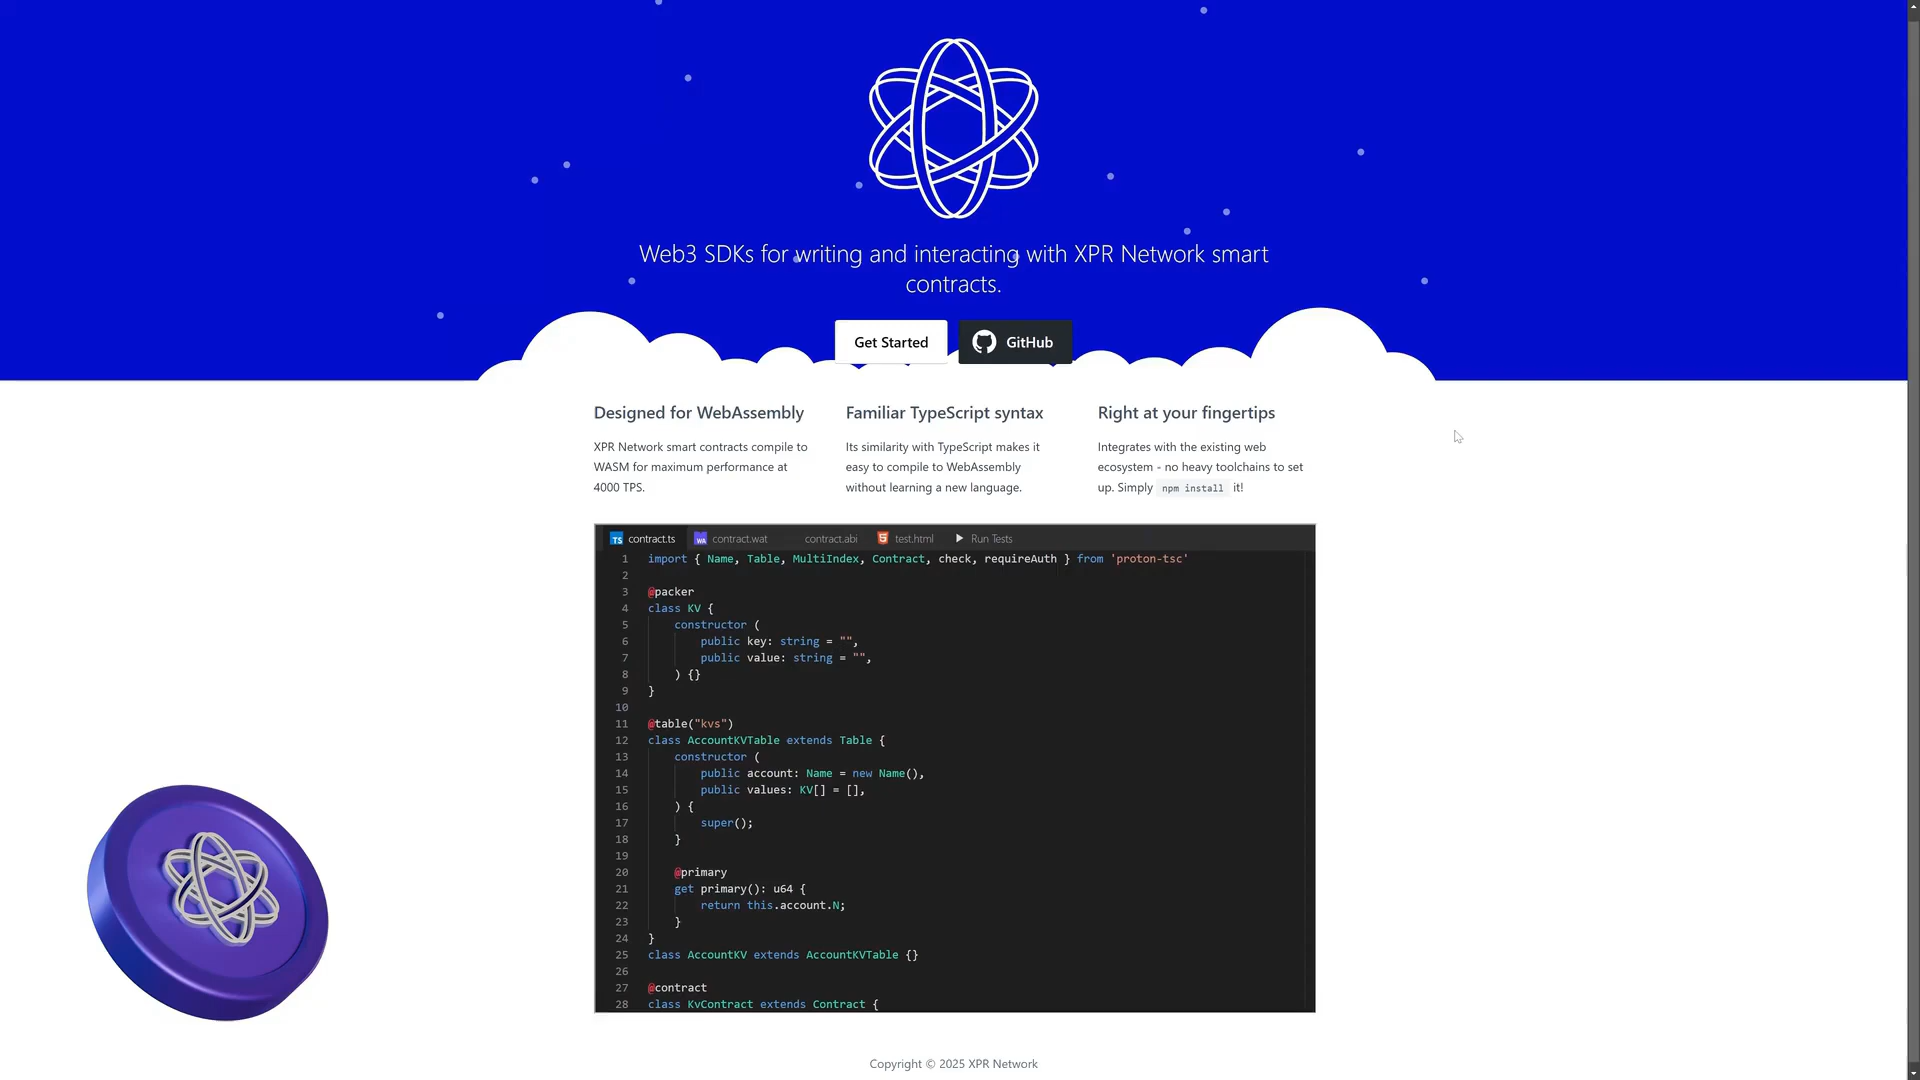 Web3 SDKs for writing and interacting with XPR Network smart
contracts.
Get Started
GitHub
Designed for WebAssembly
XPR Network smart contracts compile to
WASM for maximum performance at
4000 TPS.
Familiar TypeScript syntax
Its similarity with TypeScript makes it
easy to compile to WebAssembly
without learning a new language.
Right at your fingertips
Integrates with the existing web
ecosystem - no heavy toolchains to set
up. Simply npm install it!
TS contract.ts WA contract.wat contract.abi 5 test.html Run Tests
1 import { Name, Table, MultiIndex, Contract, check, requireAuth } from 'proton-tsc'
2
3 @packer
4 class KV {
5 constructor (
6 public key: string = "",
7 public value: string = "",
8 ) {}
9 }
10
11 @table("kvs")
12 class AccountKVTable extends Table {
13 constructor (
14 public account: Name = new Name(),
15 public values: KV[] = [],
16 ) {
17 super();
18 }
19
20 @primary
21 get primary(): u64 {
22 return this.account.N;
23 }
24 }
25 class AccountKV extends AccountKVTable {}
26
27 @contract
28 class KvContract extends Contract {
Copyright © 2025 XPR Network